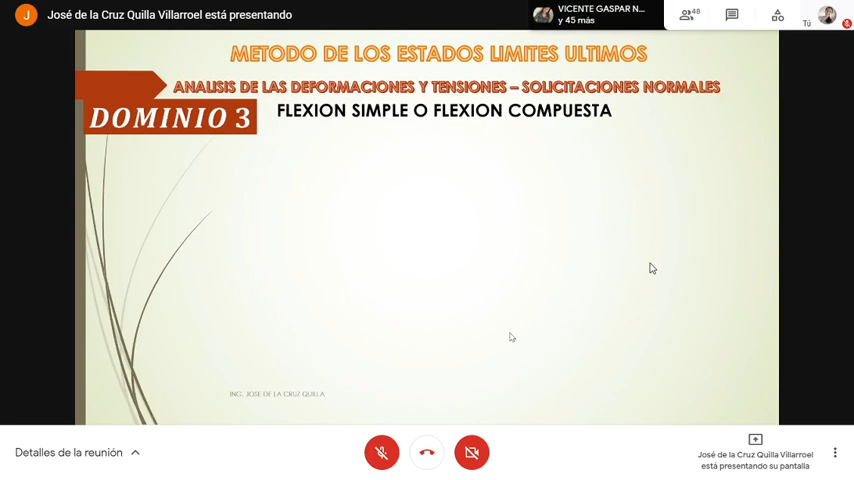 J José de la Cruz Quilla Villarroel está presentando
VICENTE GASPAR N...
y 45 más
48
Tú
METODO DE LOS ESTADOS LIMITES ULTIMOS
ANALISIS DE LAS DEFORMACIONES Y TENSIONES – SOLICITACIONES NORMALES
DOMINIO 3
FLEXION SIMPLE O FLEXION COMPUESTA
ING. JOSE DE LA CRUZ QUILLA
Detalles de la reunión
José de la Cruz Quilla Villarroel
está presentando su pantalla